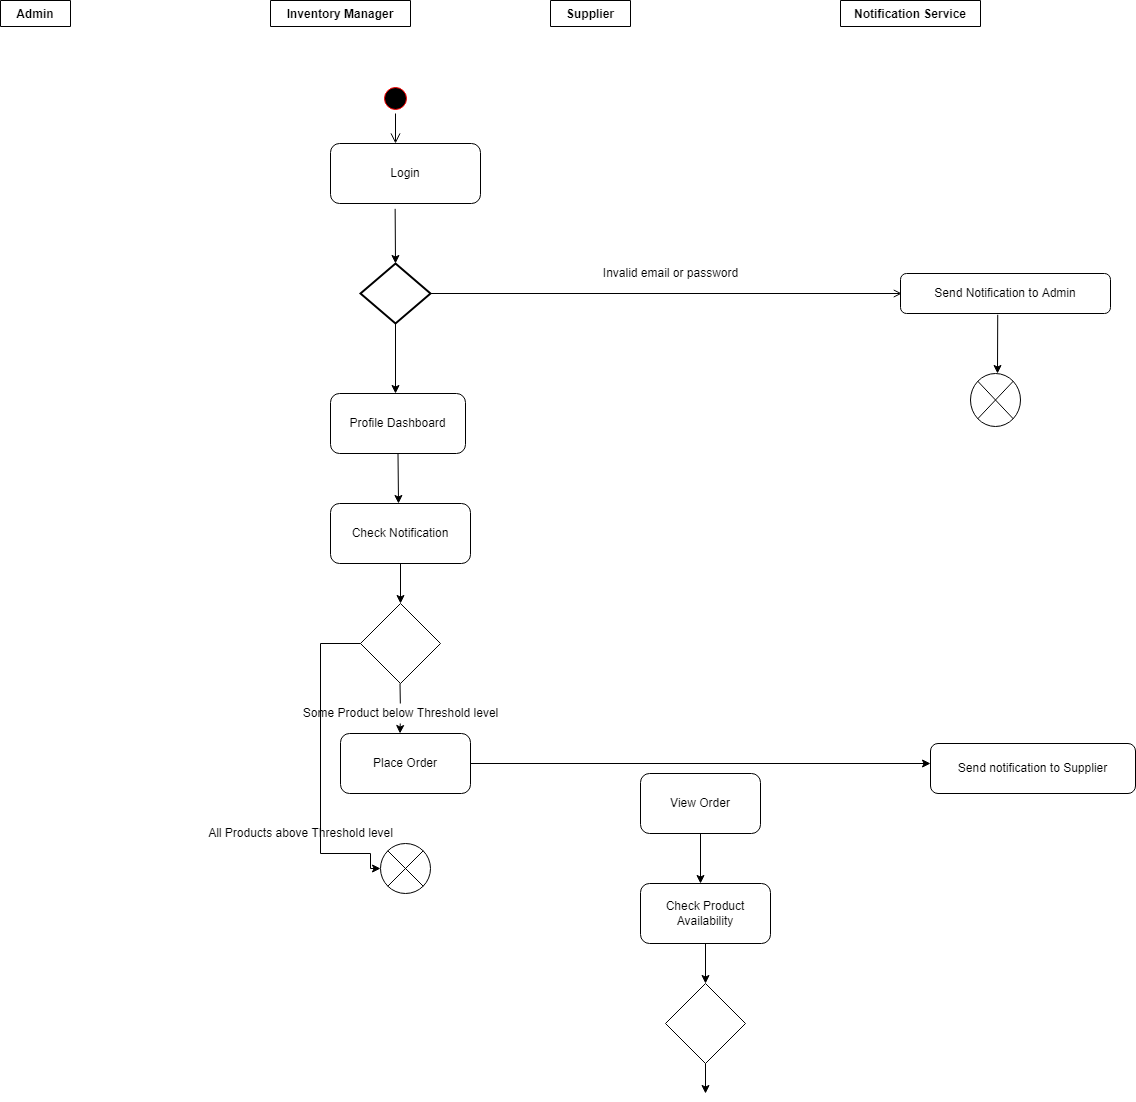 Admin
Inventory Manager
Supplier
Notification Service
Login
Invalid email or password
Send Notification to Admin
Profile Dashboard
Check Notification
Some Product below Threshold level
Place Order
Send notification to Supplier
View Order
All Products above Threshold level
Check Product
Availability